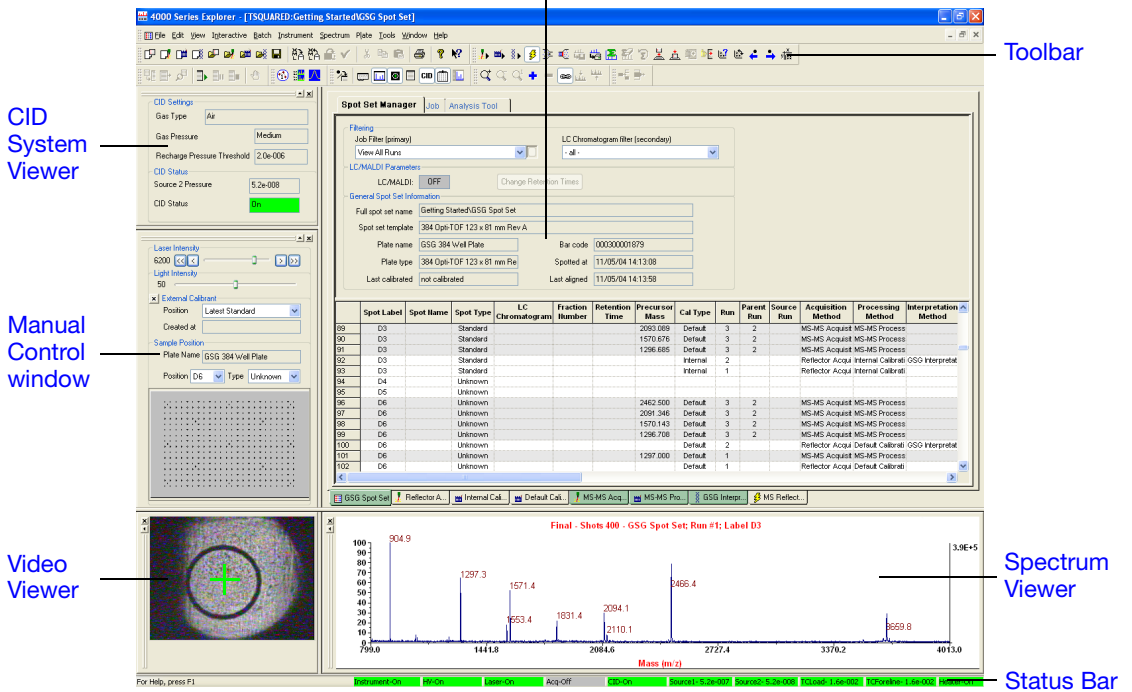 4000 Series Explorer - [TSQUARED:Getting Started\GSG Spot Set]
File Edit View Interactive Batch Instrument Spectrum Plate Tools Window Help
Toolbar
CID System Viewer
CID Settings
Gas Type Air
Gas Pressure Medium
Recharge Pressure Threshold 2.0e-006
CID Status
Source 2 Pressure 5.2e-008
CID Status On
Spot Set Manager Job Analysis Tool
Filtering
Job Filter (primary) LC Chromatogram filter (secondary)
View All Runs - all -
LC/MALDI Parameters
LC/MALDI: OFF Change Retention Times
General Spot Set Information
Full spot set name Getting Started\GSG Spot Set
Spot set template 384 Opti-TOF 123 x 81 mm Rev A
Plate name GSG 384 Well Plate Bar code 000300001879
Plate type 384 Opti-TOF 123 x 81 mm Re Spotted at 11/05/04 14:13:08
Last calibrated not calibrated Last aligned 11/05/04 14:13:58
Manual Control window
Laser Intensity
6200
Light Intensity
50
External Calibrant
Position Latest Standard
Created at
Sample Position
Plate Name GSG 384 Well Plate
Position D6 Type Unknown
Spot Label Spot Name Spot Type LC Chromatogram Fraction Number Retention Time Precursor Mass Cal Type Run Parent Run Source Run Acquisition Method Processing Method Interpretation Method
89 D3 Standard 2093.089 Default 3 2 MS-MS Acquisit MS-MS Process
90 D3 Standard 1570.676 Default 3 2 MS-MS Acquisit MS-MS Process
91 D3 Standard 1296.685 Default 3 2 MS-MS Acquisit MS-MS Process
92 D3 Standard Internal 2 Reflector Acqui Internal Calibrati GSG Interpretat
93 D3 Standard Internal 1 Reflector Acqui Internal Calibrati
94 D4 Unknown
95 D5 Unknown
96 D6 Unknown 2462.500 Default 3 2 MS-MS Acquisit MS-MS Process
97 D6 Unknown 2091.346 Default 3 2 MS-MS Acquisit MS-MS Process
98 D6 Unknown 1570.143 Default 3 2 MS-MS Acquisit MS-MS Process
99 D6 Unknown 1296.708 Default 3 2 MS-MS Acquisit MS-MS Process
100 D6 Unknown Default 2 Reflector Acqui Default Calibrati GSG Interpretat
101 D6 Unknown 1297.000 Default 1 MS-MS Acquisit MS-MS Process
102 D6 Unknown Default 1 Reflector Acqui Default Calibrati
GSG Spot Set Reflector A... Internal Cali... Default Cali... MS-MS Acq... MS-MS Pro... GSG Interpr... MS Reflect...
Video Viewer
Final - Shots 400 - GSG Spot Set; Run #1; Label D3
100 90 80 70 60 50 40 30 20 10 0
904.9 1297.3 1553.4 1571.4 1831.4 2094.1 2110.1 2466.4 3659.8
3.9E+5
799.0 1441.8 2084.6 2727.4 3370.2 4013.0
Mass (m/z)
Spectrum Viewer
For Help, press F1 Instrument-On HV-On Laser-On Acq-Off CID-On Source1- 5.2e-007 Source2- 5.2e-008 TCLoad- 1.6e-002 TCForeline- 1.6e-002 Heater-On
Status Bar